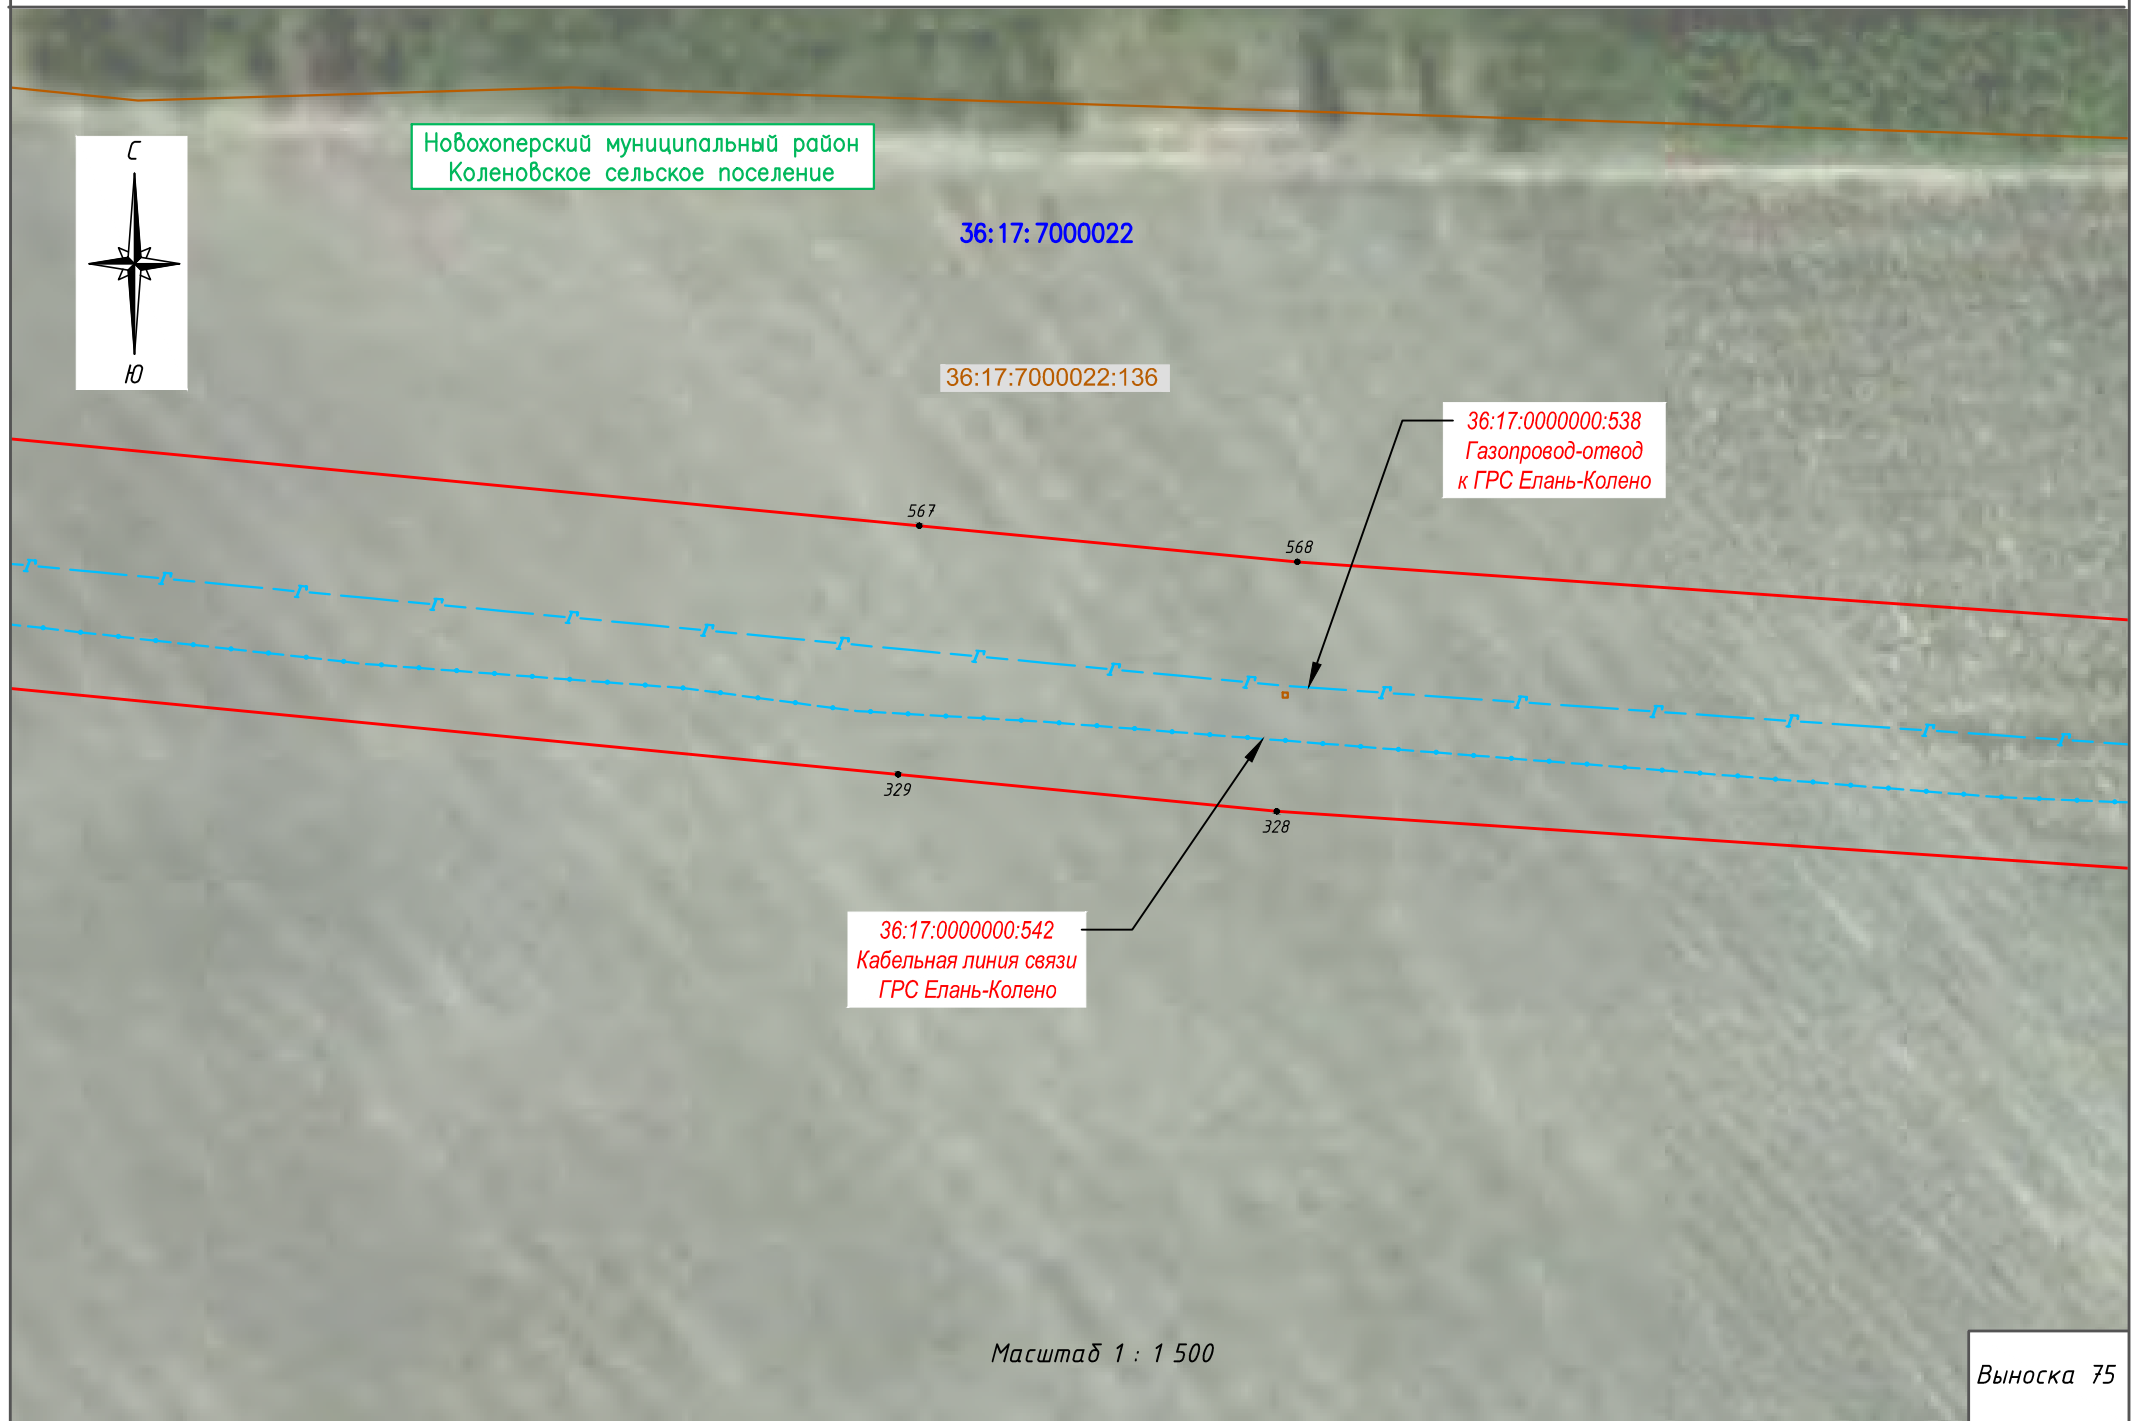 Новохоперский муниципальный район
Коленовское сельское поселение
С
Ю
36:17:7000022
36:17:7000022:136
36:17:0000000:538
Газопровод-отвод
к ГРС Елань-Колено
567
568
Г Г Г Г Г Г Г Г Г Г Г Г Г Г Г Г
329
328
36:17:0000000:542
Кабельная линия связи
ГРС Елань-Колено
Масштаб 1 : 1 500
Выноска 75